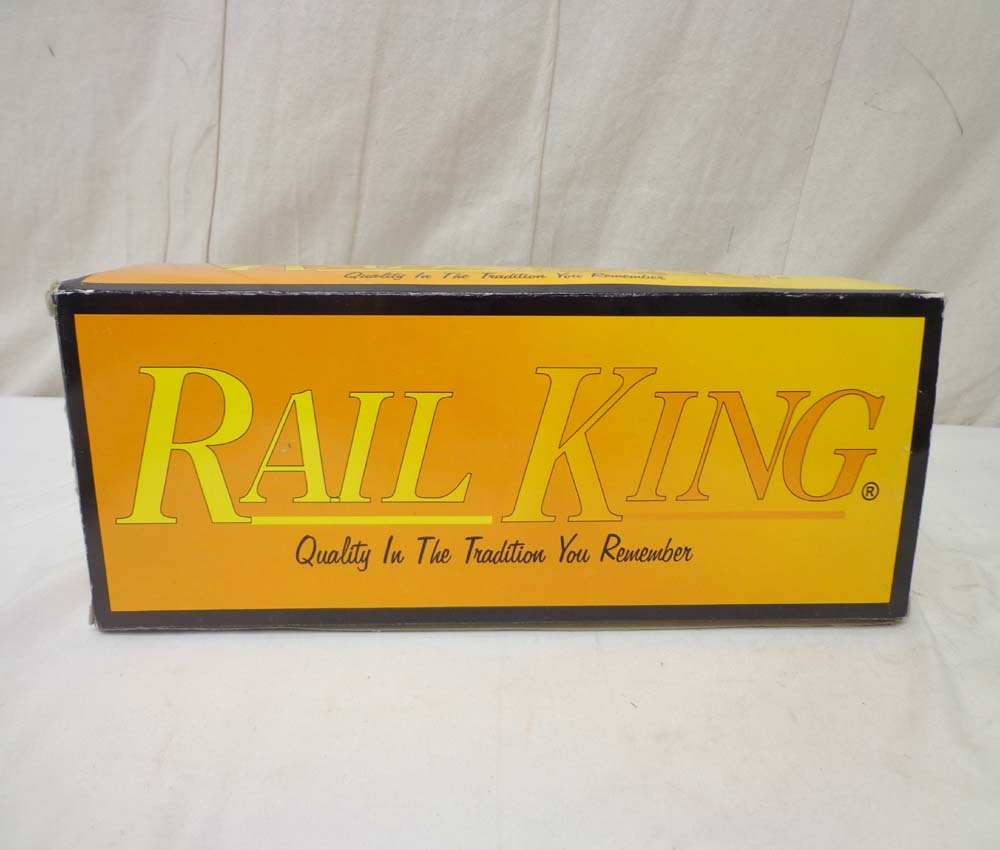 Quality In The Tradition You Remember
RAIL KING®
Quality In The Tradition You Remember